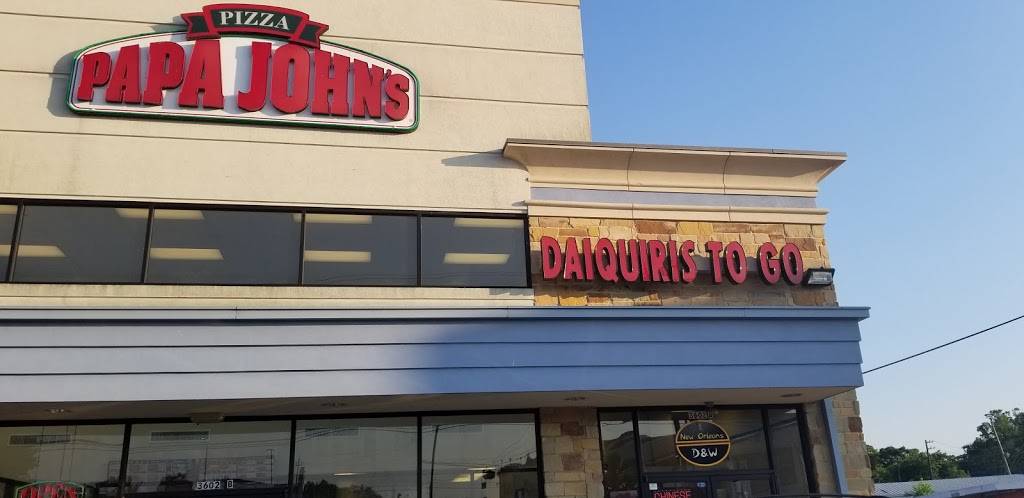 PIZZA
PAPA JOHN'S
DAIQUIRIS TO GO
New Orleans
D&W
3602 B
CHINESE